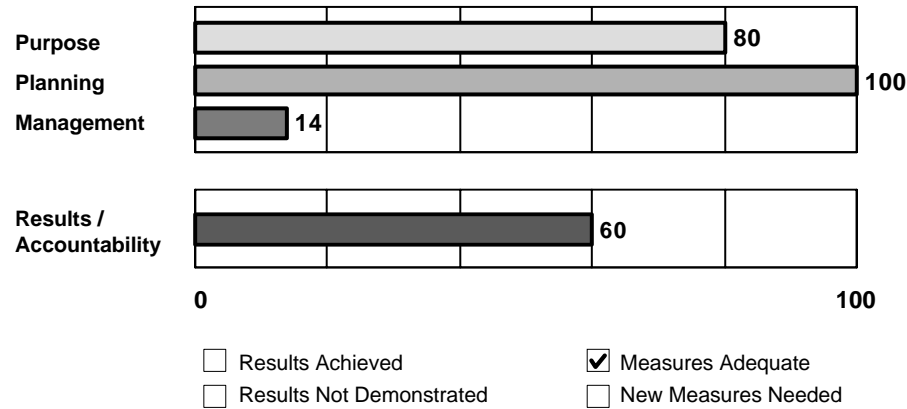 Purpose 80
Planning 100
Management 14
Results /
Accountability 60
0 100
Results Achieved Measures Adequate
Results Not Demonstrated New Measures Needed